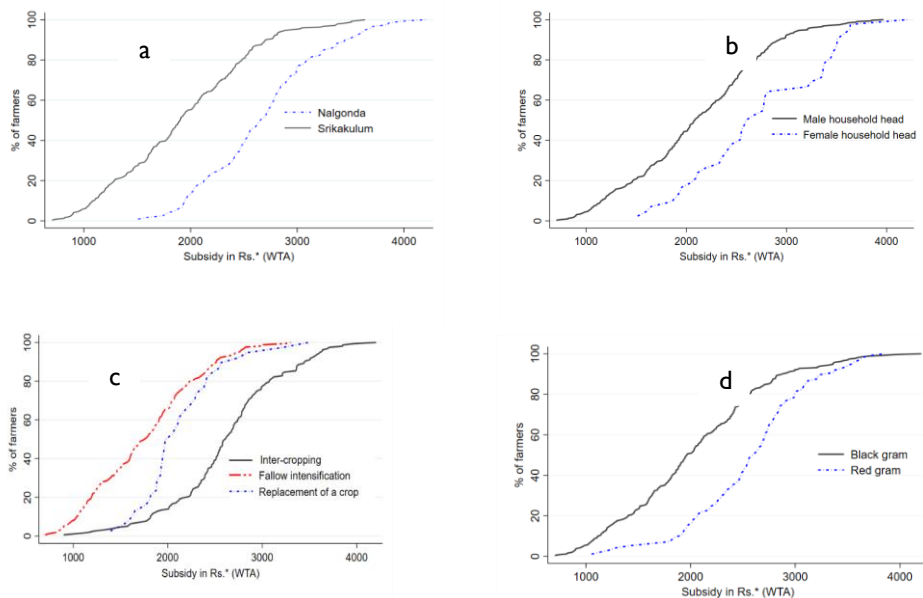 a
% of farmers
100
80
60
40
20
0
Nalgonda
Srikakulum
1000 2000 3000 4000
Subsidy in Rs.* (WTA)
b
% of farmers
100
80
60
40
20
0
Male household head
Female household head
1000 2000 3000 4000
Subsidy in Rs.* (WTA)
c
% of farmers
100
80
60
40
20
0
Inter-cropping
Fallow intensification
Replacement of a crop
1000 2000 3000 4000
Subsidy in Rs.* (WTA)
d
% of farmers
100
80
60
40
20
0
Black gram
Red gram
1000 2000 3000 4000
Subsidy in Rs.* (WTA)